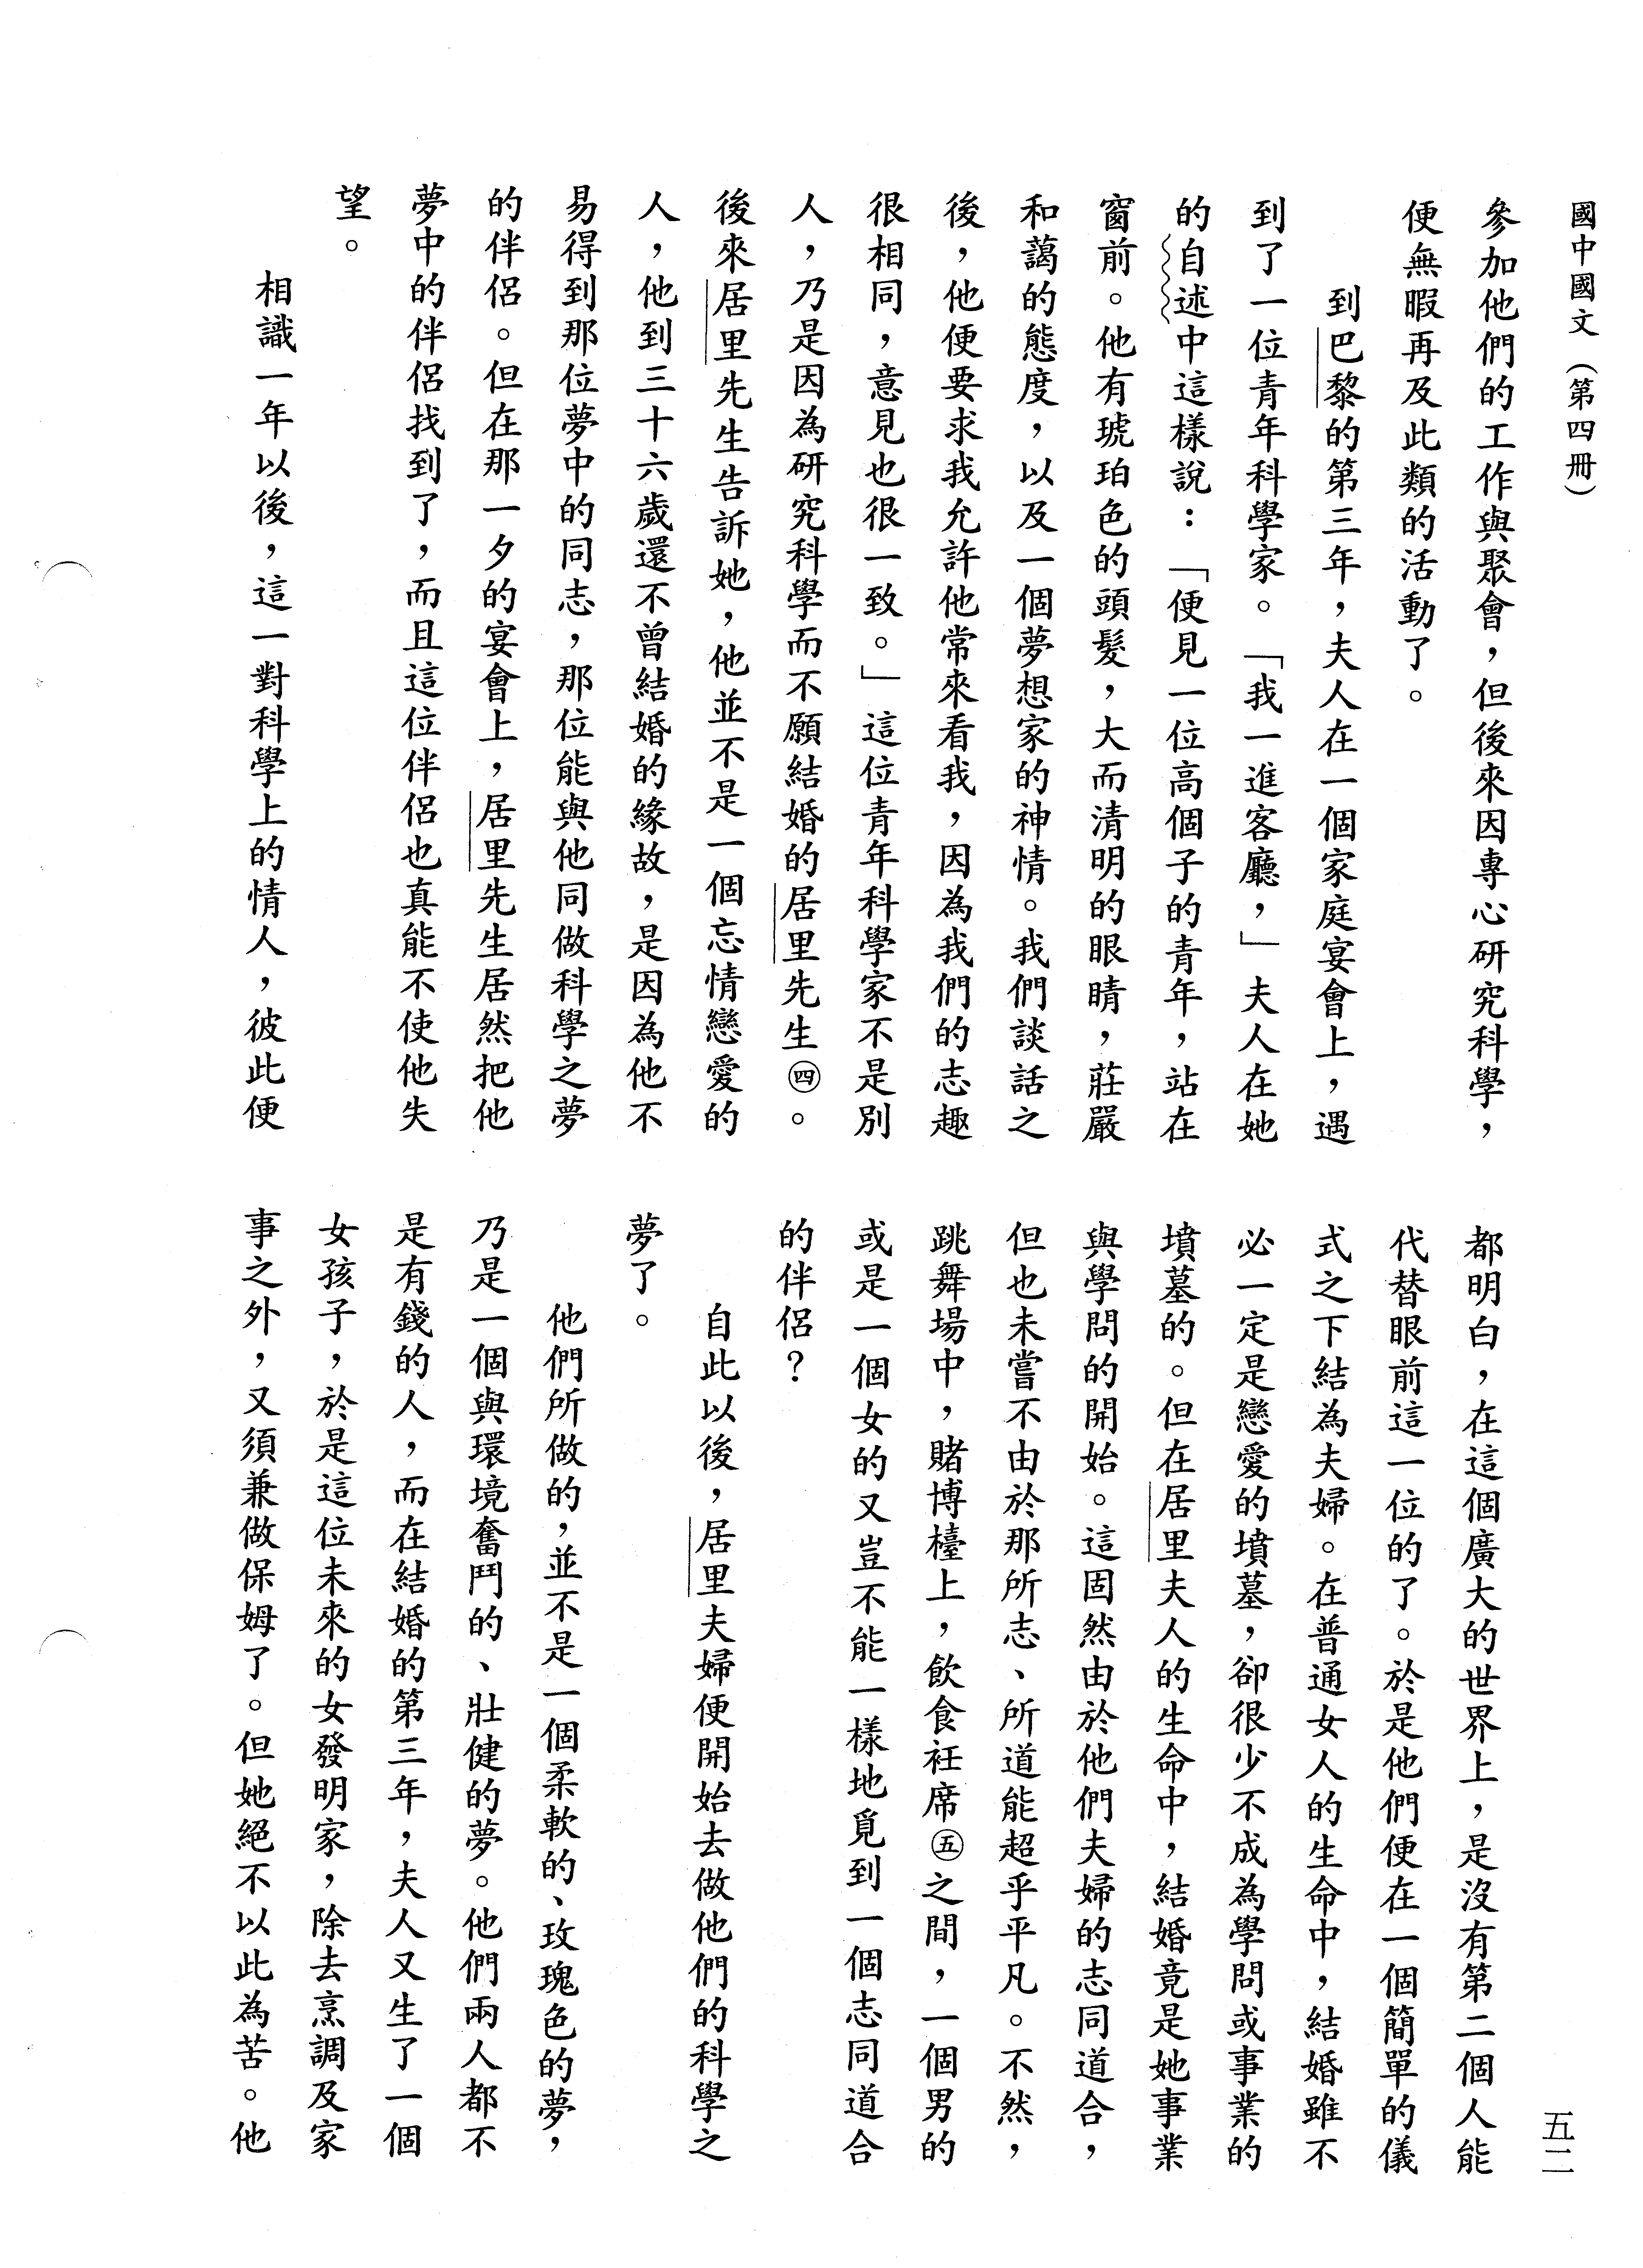 國中國文（第四冊）
參加他們的工作與聚會，但後來因專心研究科學，
便無暇再及此類的活動了。
到巴黎的第三年，夫人在一個家庭宴會上，遇
到了一位青年科學家。「我一進客廳，」夫人在她
的自述中這樣說：「便見一位高個子的青年，站在
窗前。他有琥珀色的頭髮，大而清明的眼睛，莊嚴
和藹的態度，以及一個夢想家的神情。我們談話之
後，他便要求我允許他常來看我，因為我們的志趣
很相同，意見也很一致。」這位青年科學家不是別
人，乃是因為研究科學而不願結婚的居里先生㊃。
後來居里先生告訴她，他並不是一個忘情戀愛的
人，他到三十六歲還不曾結婚的緣故，是因為他不
易得到那位夢中的同志，那位能與他同做科學之夢
的伴侶。但在那一夕的宴會上，居里先生居然把他
夢中的伴侶找到了，而且這位伴侶也真能不使他失
望。
相識一年以後，這一對科學上的情人，彼此便
都明白，在這個廣大的世界上，是沒有第二個人能
代替眼前這一位的了。於是他們便在一個簡單的儀
式之下結為夫婦。在普通女人的生命中，結婚雖不
必一定是戀愛的墳墓，卻很少不成為學問或事業的
墳墓的。但在居里夫人的生命中，結婚竟是她事業
與學問的開始。這固然由於他們夫婦的志同道合，
但也未嘗不由於那所志、所道能超乎平凡。不然，
跳舞場中，賭博檯上，飲食衽席㊄之間，一個男的
或是一個女的又豈不能一樣地覓到一個志同道合
的伴侶？
自此以後，居里夫婦便開始去做他們的科學之
夢了。
他們所做的，並不是一個柔軟的、玫瑰色的夢，
乃是一個與環境奮鬥的、壯健的夢。他們兩人都不
是有錢的人，而在結婚的第三年，夫人又生了一個
女孩子，於是這位未來的女發明家，除去烹調及家
事之外，又須兼做保姆了。但她絕不以此為苦。他
五二